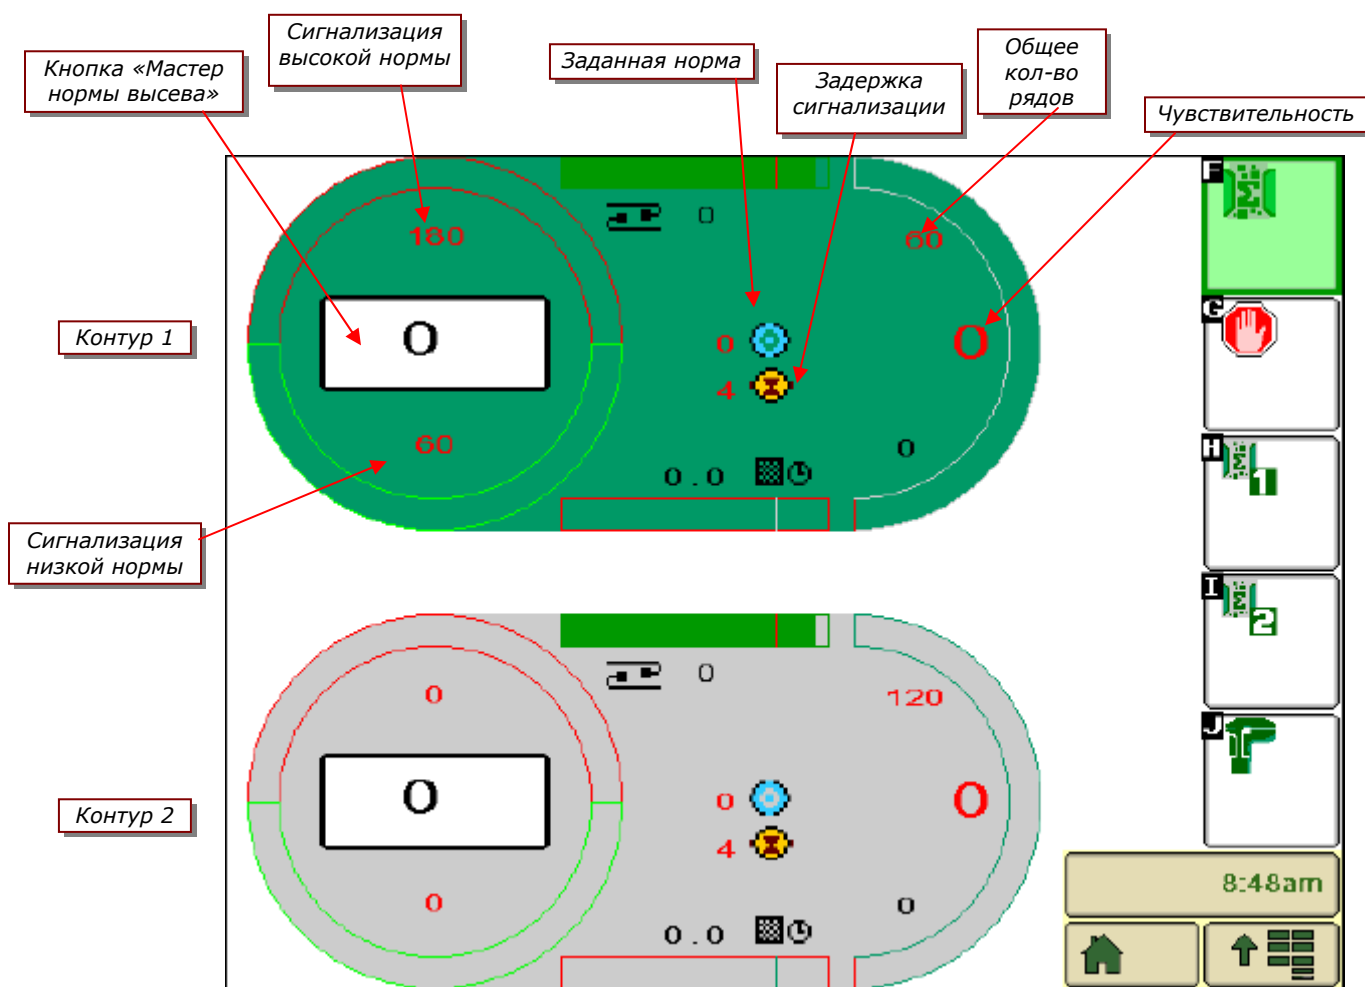 Сигнализация
высокой нормы
Кнопка «Мастер
нормы высева»
Заданная норма
Задержка
сигнализации
Общее
кол-во
рядов
Чувствительность
F
0
180
60
G
Контур 1
0
0
0
4
H
60
0
0.0
Сигнализация
низкой нормы
I
0
0
120
J
Контур 2
0
0
0
4
8:48am
0
0
0.0
1
2